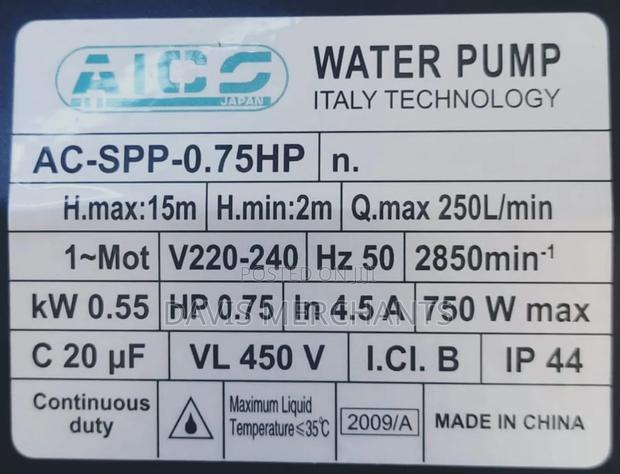 AICO
JAPAN
WATER PUMP
ITALY TECHNOLOGY
AC-SPP-0.75HP n.
H.max:15m H.min:2m Q.max 250L/min
1~Mot V220-240 Hz 50 2850min⁻¹
POSTED ON JIJI
kW 0.55 HP 0.75 In 4.5 A 750 W max
DAVIS MERCHANTS
C 20 µF VL 450 V I.Cl. B IP 44
Continuous duty
Maximum Liquid
Temperature≤35℃
2009/A
MADE IN CHINA